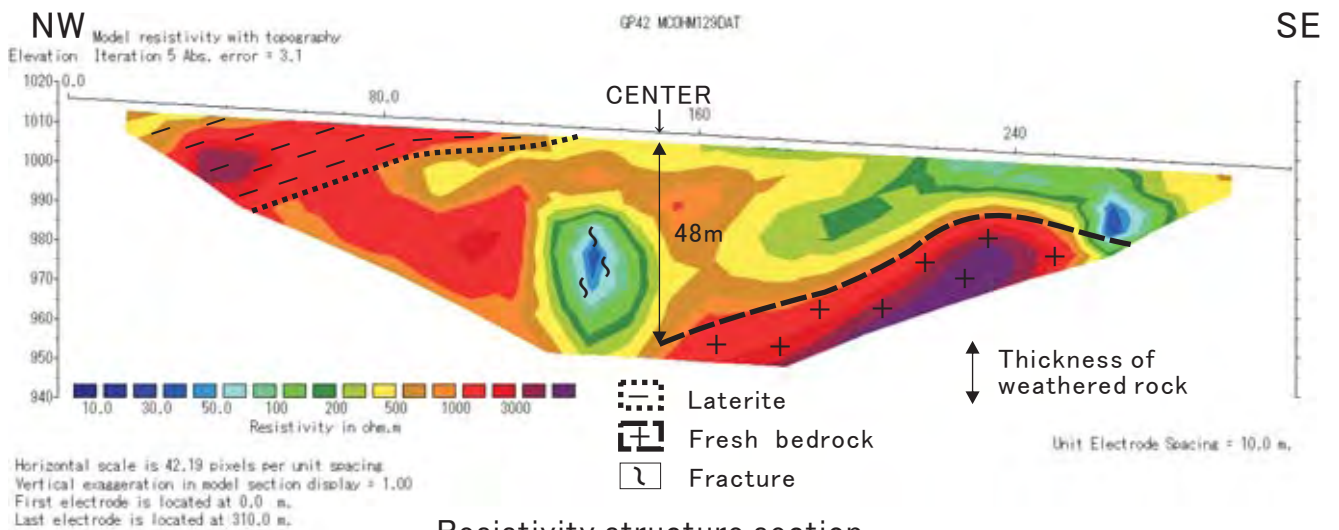 NW
Model resistivity with topography
Elevation Iteration 5 Abs. error = 3.1
GP42 MCOHM129DAT
SE
1020
0.0
80.0
CENTER
160
240
1010
1000
990
980
970
960
950
940
48m
10.0 30.0 50.0 100 200 500 1000 3000
Resistivity in ohm.m
Laterite
Fresh bedrock
Fracture
Thickness of
weathered rock
Unit Electrode Spacing = 10.0 m.
Horizontal scale is 42.19 pixels per unit spacing
Vertical exaggeration in model section display = 1.00
First electrode is located at 0.0 m.
Last electrode is located at 310.0 m.
Resistivity structure section